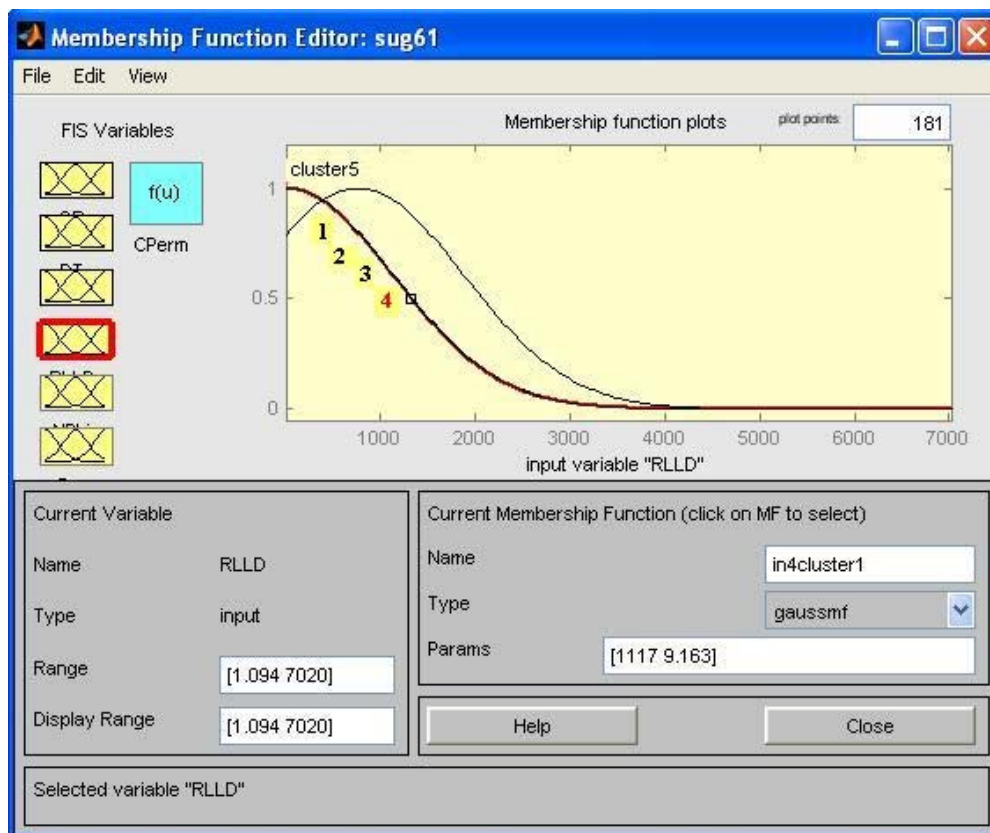 Membership Function Editor: sug61
File Edit View
FIS Variables
f(u)
CPerm
Membership function plots
plot points:
181
cluster5
1
2
3
4
1
0.5
0
1000 2000 3000 4000 5000 6000 7000
input variable "RLLD"
Current Variable
Name RLLD
Type input
Range [1.094 7020]
Display Range [1.094 7020]
Current Membership Function (click on MF to select)
Name in4cluster1
Type gaussmf
Params [1117 9.163]
Help Close
Selected variable "RLLD"